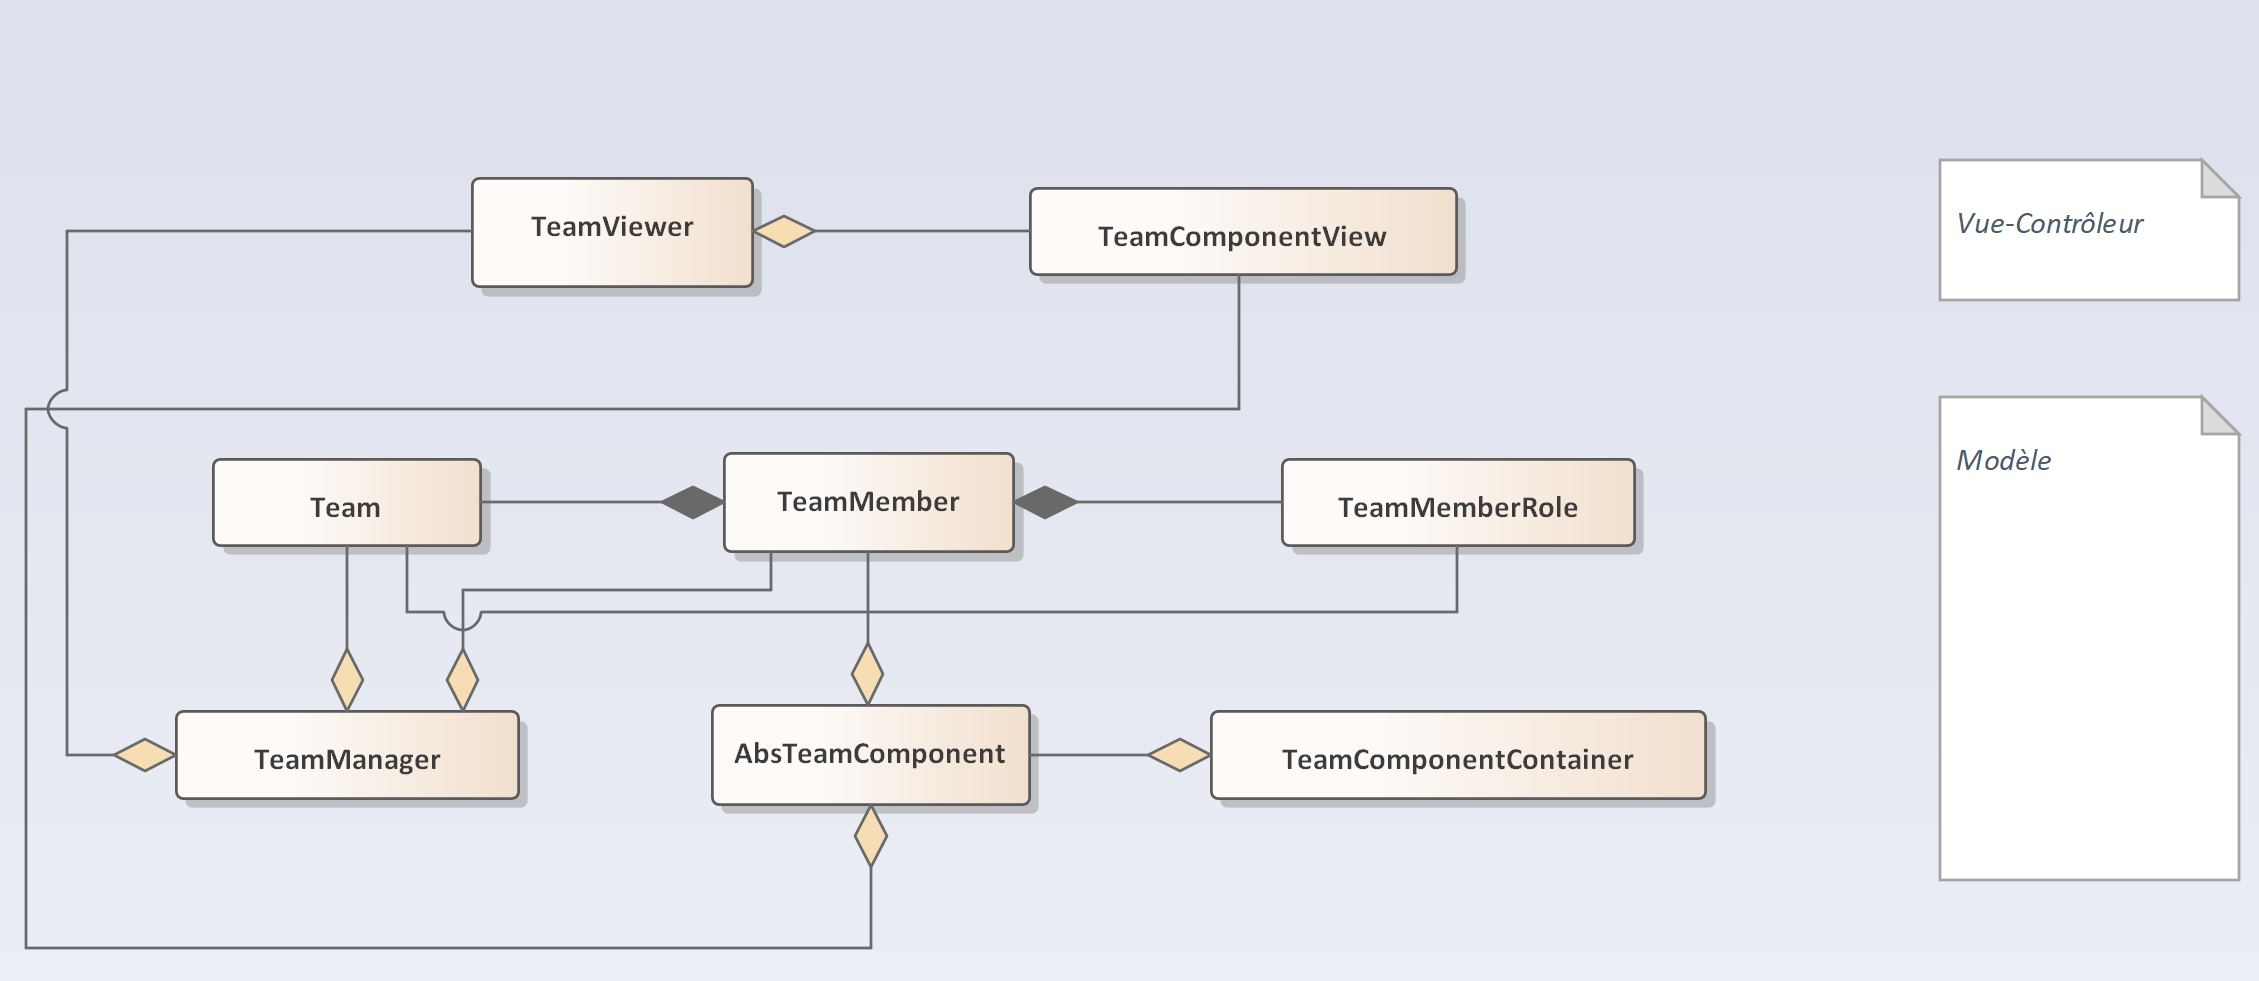 TeamViewer
TeamComponentView
Vue-Contrôleur
Team
TeamMember
TeamMemberRole
Modèle
TeamManager
AbsTeamComponent
TeamComponentContainer